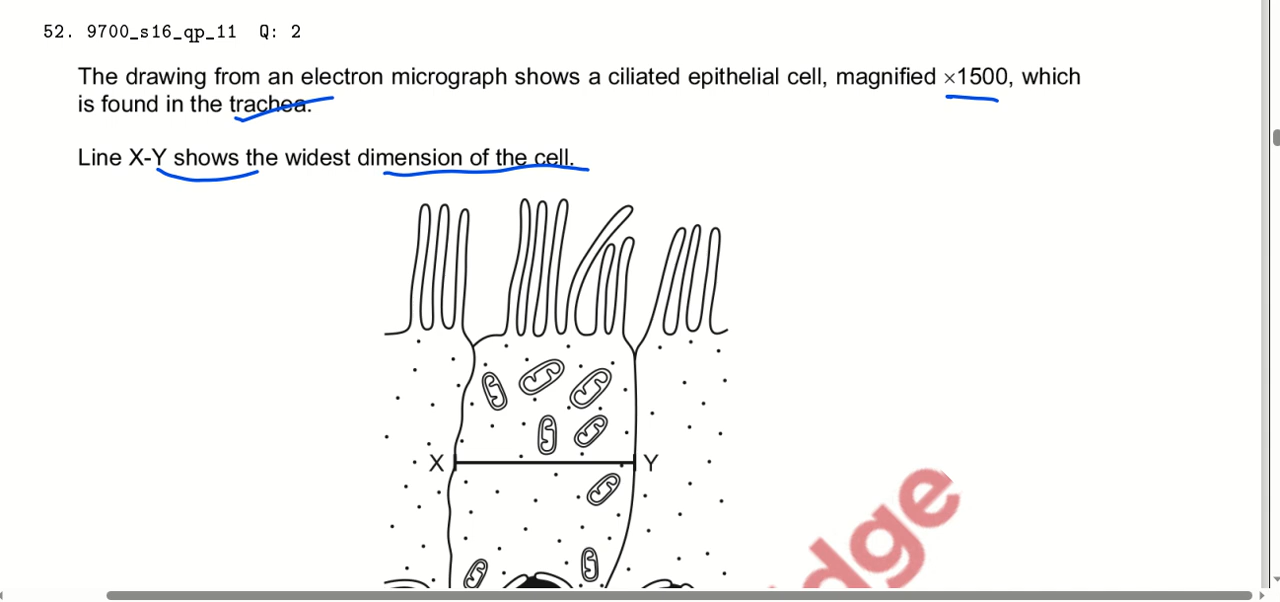 52. 9700_s16_qp_11 Q: 2
The drawing from an electron micrograph shows a ciliated epithelial cell, magnified ×1500, which
is found in the trachea.
Line X-Y shows the widest dimension of the cell.
X Y
dge